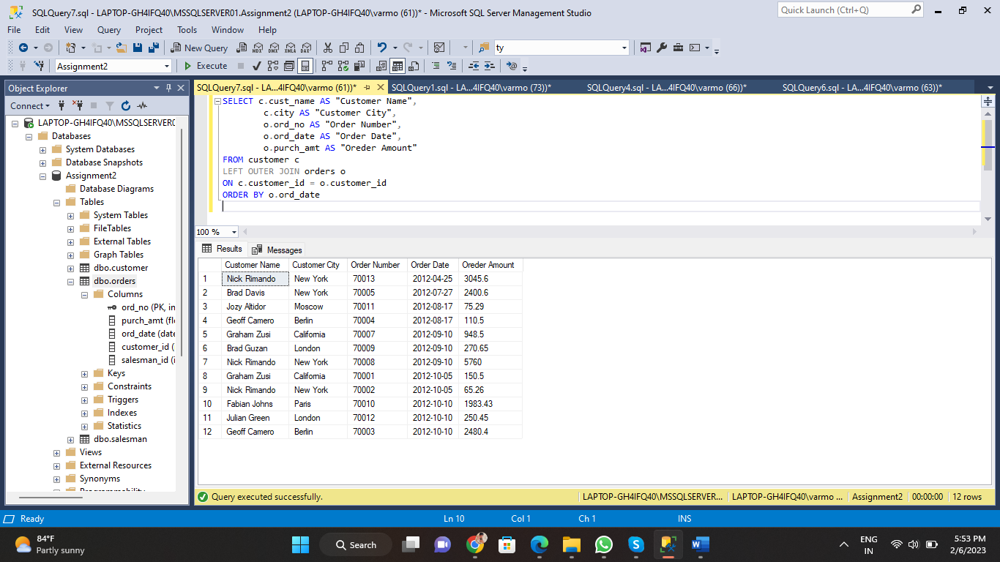 SQLQuery7.sql - LAPTOP-GH4IFQ40\MSSQLSERVER01.Assignment2 (LAPTOP-GH4IFQ40\varmo (61))* - Microsoft SQL Server Management Studio
Quick Launch (Ctrl+Q)
File Edit View Query Project Tools Window Help
New Query MDX DMX XMLA DAX ty
Assignment2 Execute
Object Explorer
SQLQuery7.sql - LA...4IFQ40\varmo (61))* SQLQuery1.sql - LA...4IFQ40\varmo (73))* SQLQuery4.sql - LA...4IFQ40\varmo (66))* SQLQuery6.sql - LA...4IFQ40\varmo (63))*
Connect
LAPTOP-GH4IFQ40\MSSQLSERVER0
Databases
System Databases
Database Snapshots
Assignment2
Database Diagrams
Tables
System Tables
FileTables
External Tables
Graph Tables
dbo.customer
dbo.orders
Columns
ord_no (PK, in
purch_amt (flo
ord_date (date
customer_id (
salesman_id (i
Keys
Constraints
Triggers
Indexes
Statistics
dbo.salesman
Views
External Resources
Synonyms
Programmability
SELECT c.cust_name AS "Customer Name",
c.city AS "Customer City",
o.ord_no AS "Order Number",
o.ord_date AS "Order Date",
o.purch_amt AS "Oreder Amount"
FROM customer c
LEFT OUTER JOIN orders o
ON c.customer_id = o.customer_id
ORDER BY o.ord_date
100 %
Results Messages
Customer Name Customer City Order Number Order Date Oreder Amount
1 Nick Rimando New York 70013 2012-04-25 3045.6
2 Brad Davis New York 70005 2012-07-27 2400.6
3 Jozy Altidor Moscow 70011 2012-08-17 75.29
4 Geoff Camero Berlin 70004 2012-08-17 110.5
5 Graham Zusi California 70007 2012-09-10 948.5
6 Brad Guzan London 70009 2012-09-10 270.65
7 Nick Rimando New York 70008 2012-09-10 5760
8 Graham Zusi California 70001 2012-10-05 150.5
9 Nick Rimando New York 70002 2012-10-05 65.26
10 Fabian Johns Paris 70010 2012-10-10 1983.43
11 Julian Green London 70012 2012-10-10 250.45
12 Geoff Camero Berlin 70003 2012-10-10 2480.4
Query executed successfully. LAPTOP-GH4IFQ40\MSSQLSERVER... LAPTOP-GH4IFQ40\varmo ... Assignment2 00:00:00 12 rows
Ready Ln 10 Col 1 Ch 1 INS
84°F
Partly sunny
Search
ENG
IN
5:53 PM
2/6/2023